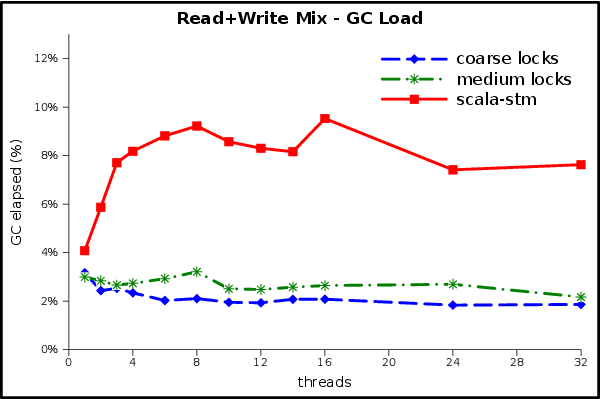 Read+Write Mix - GC Load
coarse locks
medium locks
scala-stm
GC elapsed (%)
12%
10%
8%
6%
4%
2%
0%
0 4 8 12 16 20 24 28 32
threads